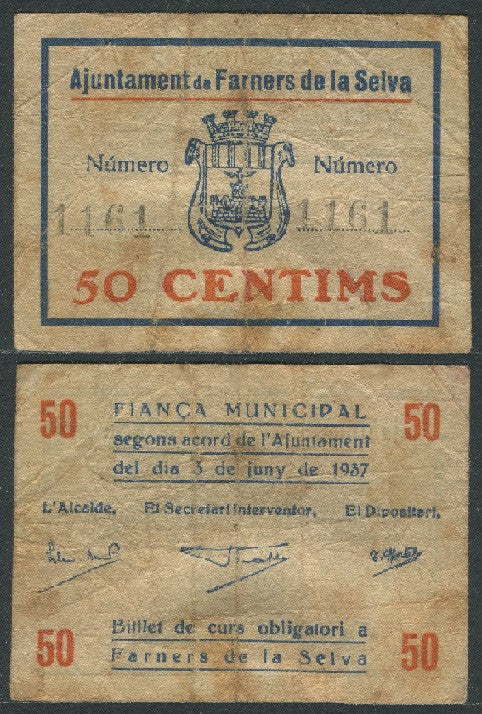 Ajuntament de Farners de la Selva
Número Número
1161 1161
50 CENTIMS
50 50
FIANÇA MUNICIPAL
segons acord de l'Ajuntament
del dia 3 de juny de 1937
L'Alcalde, El Secretari Interventor, El Dipositari,
Bitllet de curs obligatori a
Farners de la Selva
50 50